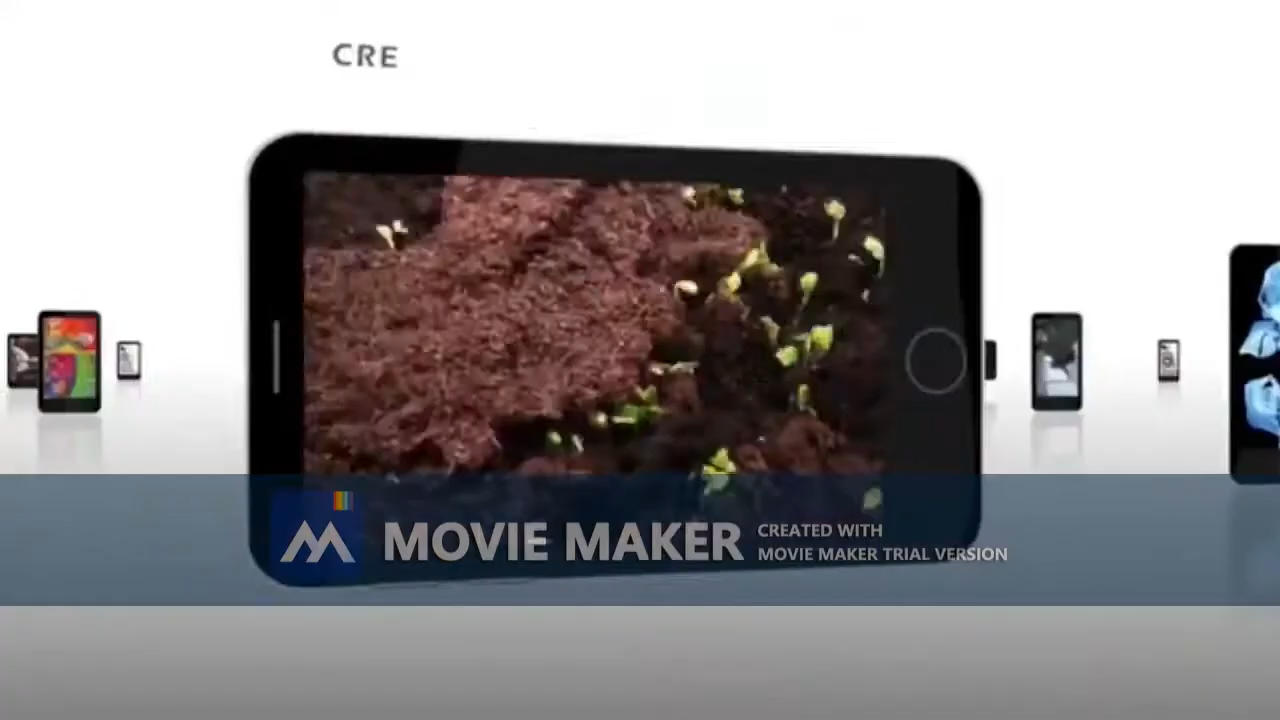 CRE
MOVIE MAKER
CREATED WITH
MOVIE MAKER TRIAL VERSION